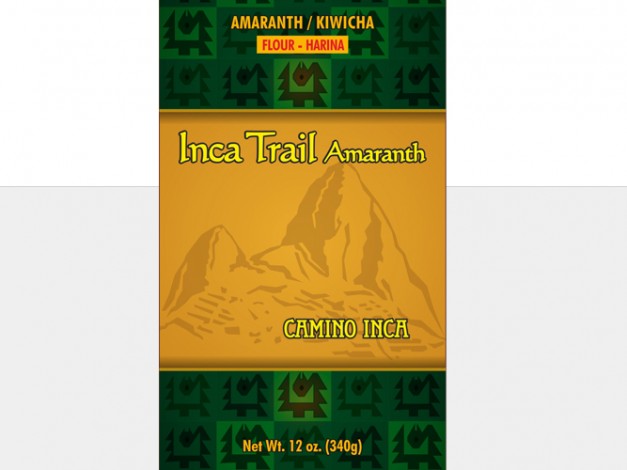 AMARANTH / KIWICHA
FLOUR - HARINA
Inca Trail Amaranth
CAMINO INCA
Net Wt. 12 oz. (340g)